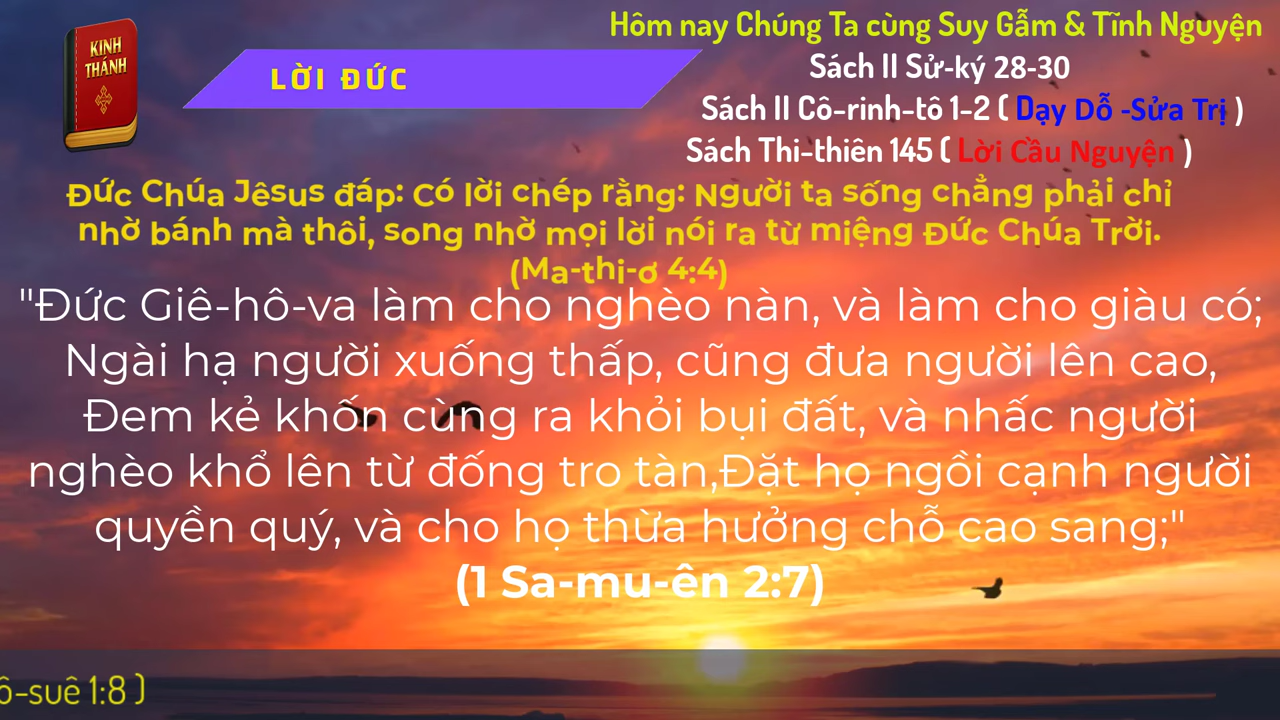 KINH
THÁNH
LỜI ĐỨC
Hôm nay Chúng Ta cùng Suy Gẫm & Tĩnh Nguyện
Sách II Sử-ký 28-30
Sách II Cô-rinh-tô 1-2 ( Dạy Dỗ -Sửa Trị )
Sách Thi-thiên 145 ( Lời Cầu Nguyện )
Đức Chúa Jêsus đáp: Có lời chép rằng: Người ta sống chẳng phải chỉ
nhờ bánh mà thôi, song nhờ mọi lời nói ra từ miệng Đức Chúa Trời.
(Ma-thi-ơ 4:4)
"Đức Giê-hô-va làm cho nghèo nàn, và làm cho giàu có;
Ngài hạ người xuống thấp, cũng đưa người lên cao,
Đem kẻ khốn cùng ra khỏi bụi đất, và nhấc người
nghèo khổ lên từ đống tro tàn,Đặt họ ngồi cạnh người
quyền quý, và cho họ thừa hưởng chỗ cao sang;"
(1 Sa-mu-ên 2:7)
ô-suê 1:8 )